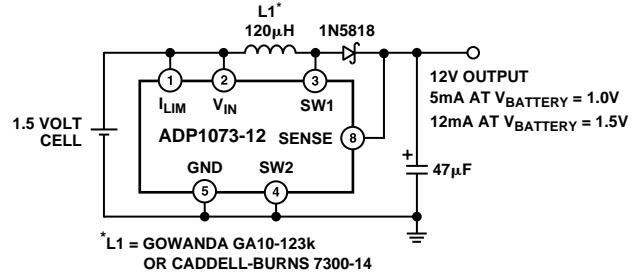 L1*
120μH
1N5818
1
2
3
I_LIM
V_IN
SW1
12V OUTPUT
5mA AT V_BATTERY = 1.0V
12mA AT V_BATTERY = 1.5V
1.5 VOLT
CELL
ADP1073-12
SENSE
8
GND
SW2
5
4
+
47μF
*L1 = GOWANDA GA10-123k
OR CADDELL-BURNS 7300-14